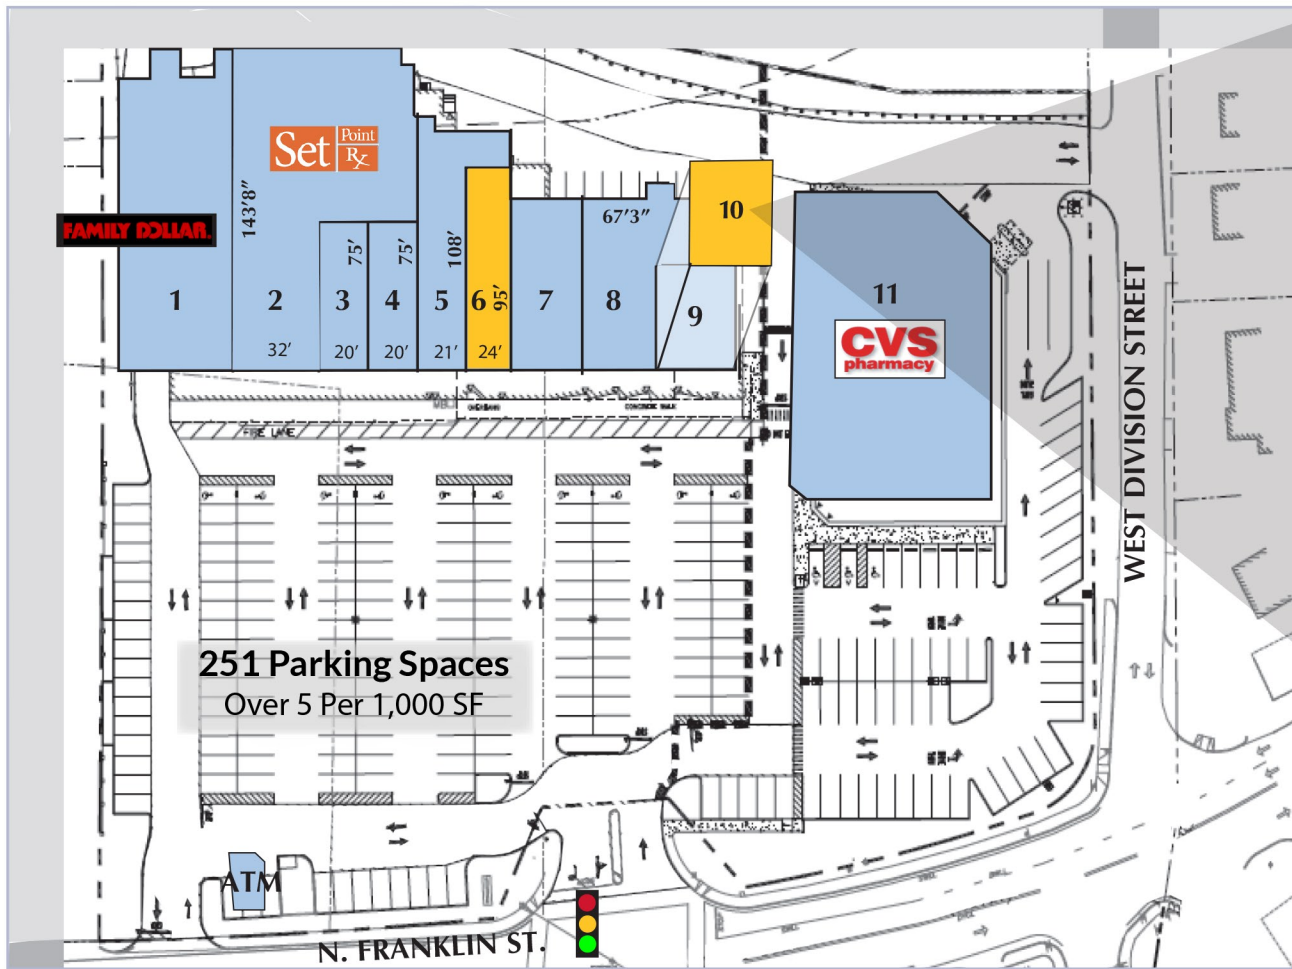 Set
Point
Rx
FAMILY DOLLAR.
143'8"
75'
75'
108'
95'
67'3"
10
1
2
3
4
5
6
7
8
9
11
32'
20'
20'
21'
24'
CVS
pharmacy
FIRE LANE
CONCRETE WALK
WEST DIVISION STREET
251 Parking Spaces
Over 5 Per 1,000 SF
ATM
N. FRANKLIN ST.